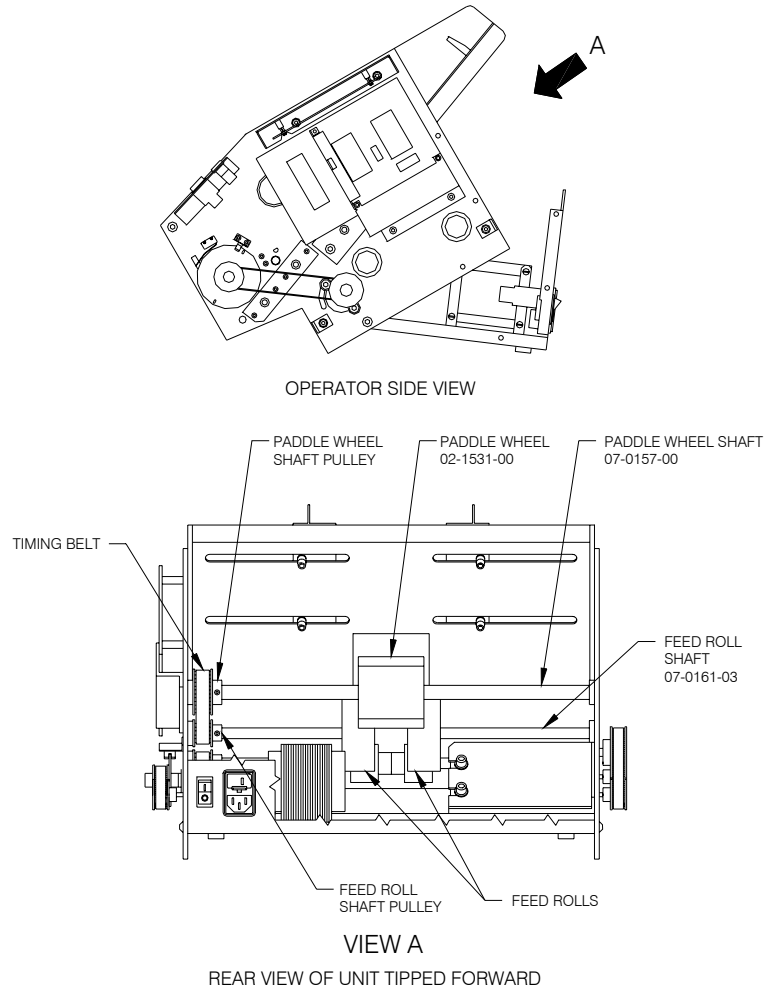 A
OPERATOR SIDE VIEW
PADDLE WHEEL
SHAFT PULLEY
PADDLE WHEEL
02-1531-00
PADDLE WHEEL SHAFT
07-0157-00
TIMING BELT
FEED ROLL
SHAFT
07-0161-03
FEED ROLL
SHAFT PULLEY
FEED ROLLS
VIEW A
REAR VIEW OF UNIT TIPPED FORWARD